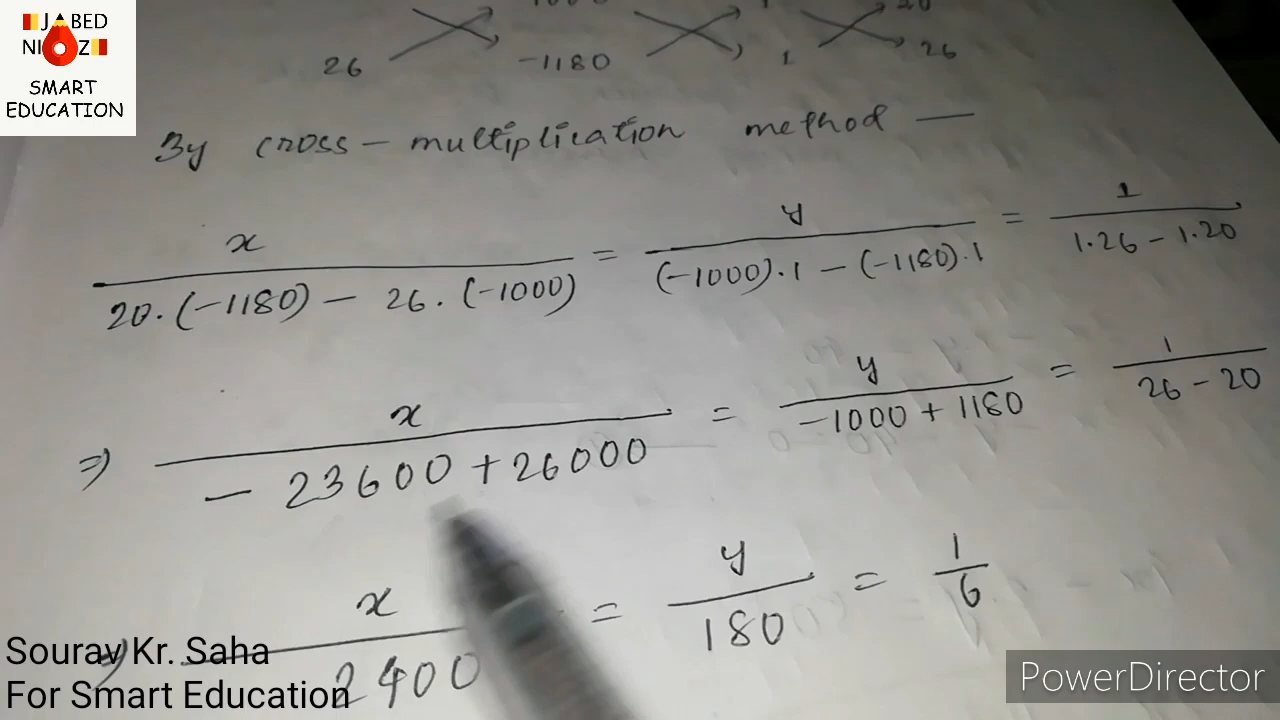 JABED
NIOZ
SMART
EDUCATION
20
26 -1180 1 26
By cross-multiplication method —
x y 1
20.(-1180) - 26.(-1000) = (-1000).1 - (-1180).1 = 1.26 - 1.20
x y 1
⇒ - 23600 + 26000 = -1000 + 1180 = 26 - 20
x y 1
⇒ 2400 = 180 = 6
Sourav Kr. Saha
For Smart Education
PowerDirector